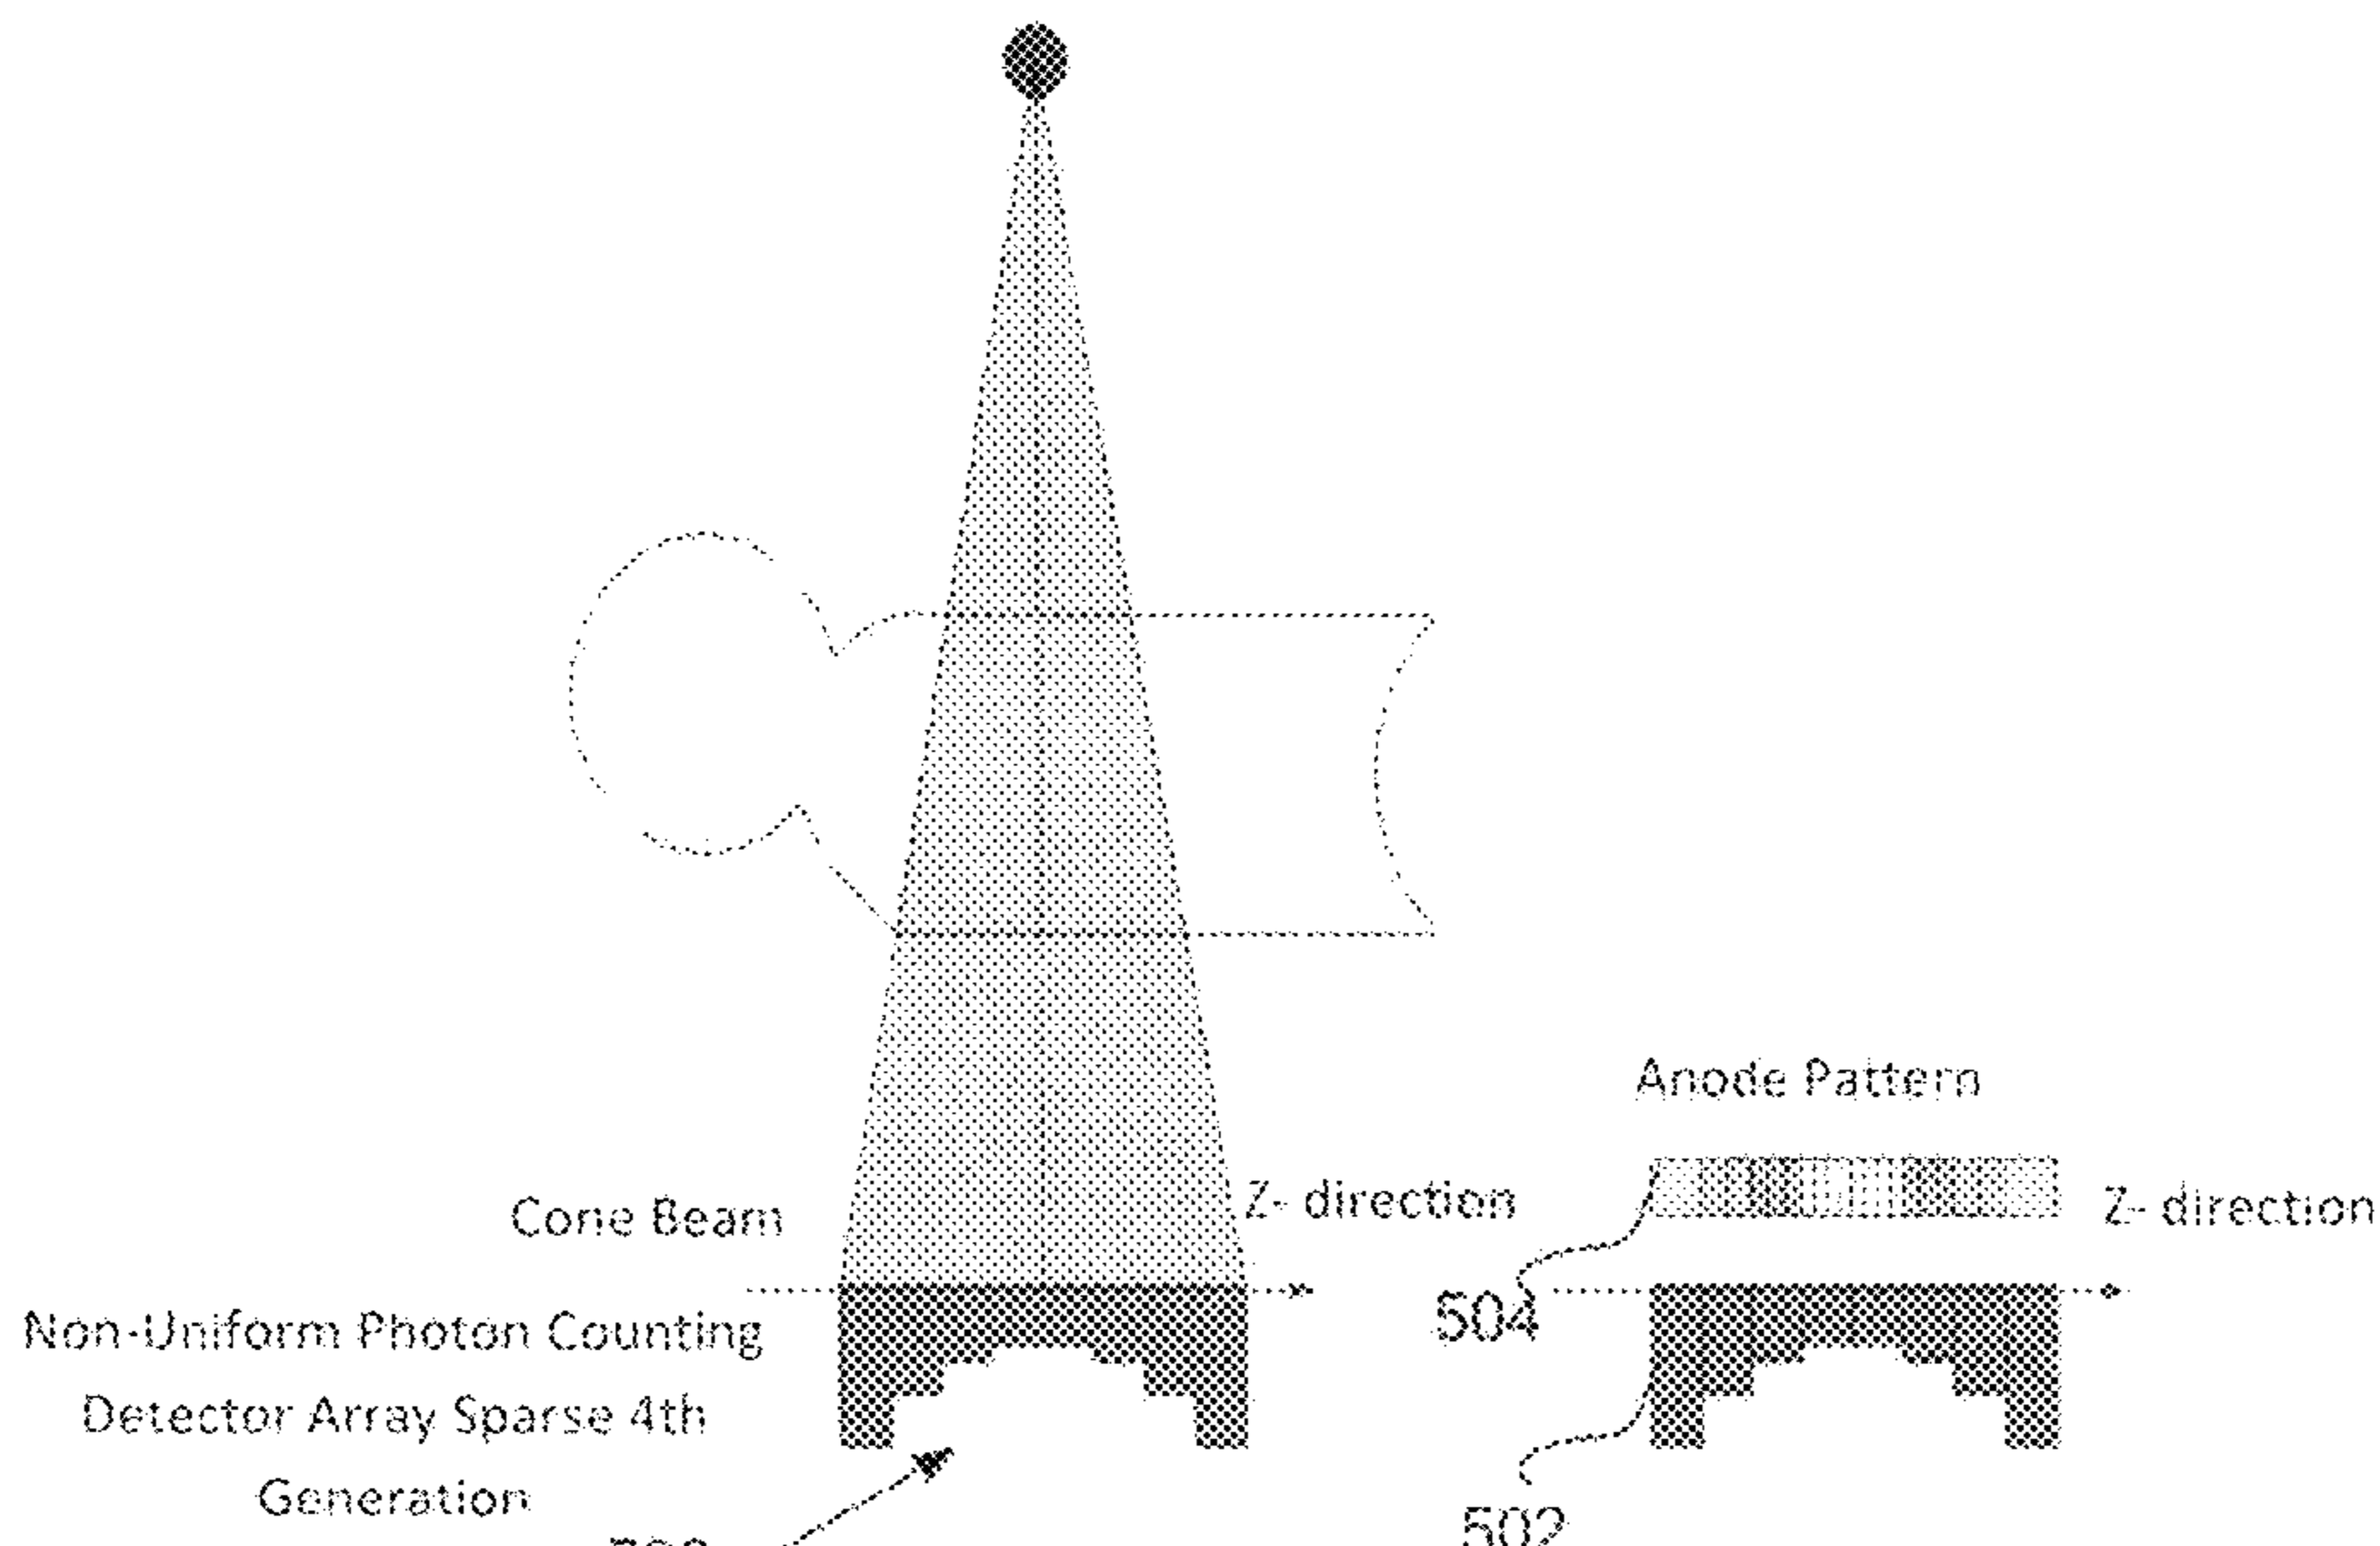 Anode Pattern
Cone Beam
Z- direction
Z- direction
Non-Uniform Photon Counting
Detector Array Sparse 4th
Generation
504
502